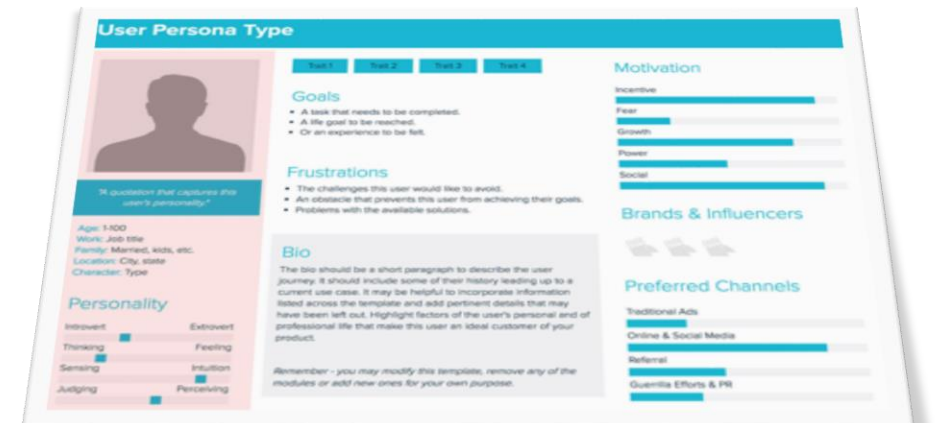 User Persona Type
Trait 1
Trait 2
Trait 3
Trait 4
"A quotation that captures this
user's personality."
Age: 1-100
Work: Job title
Family: Married, kids, etc.
Location: City, state
Character: Type
Personality
Introvert Extrovert
Thinking Feeling
Sensing Intuition
Judging Perceiving
Goals
• A task that needs to be completed.
• A life goal to be reached.
• Or an experience to be felt.
Frustrations
• The challenges this user would like to avoid.
• An obstacle that prevents this user from achieving their goals.
• Problems with the available solutions.
Bio
The bio should be a short paragraph to describe the user
journey. It should include some of their history leading up to a
current use case. It may be helpful to incorporate information
listed across the template and add pertinent details that may
have been left out. Highlight factors of the user's personal and of
professional life that make this user an ideal customer of your
product.
Remember - you may modify this template, remove any of the
modules or add new ones for your own purpose.
Motivation
Incentive
Fear
Growth
Power
Social
Brands & Influencers
Preferred Channels
Traditional Ads
Online & Social Media
Referral
Guerrilla Efforts & PR